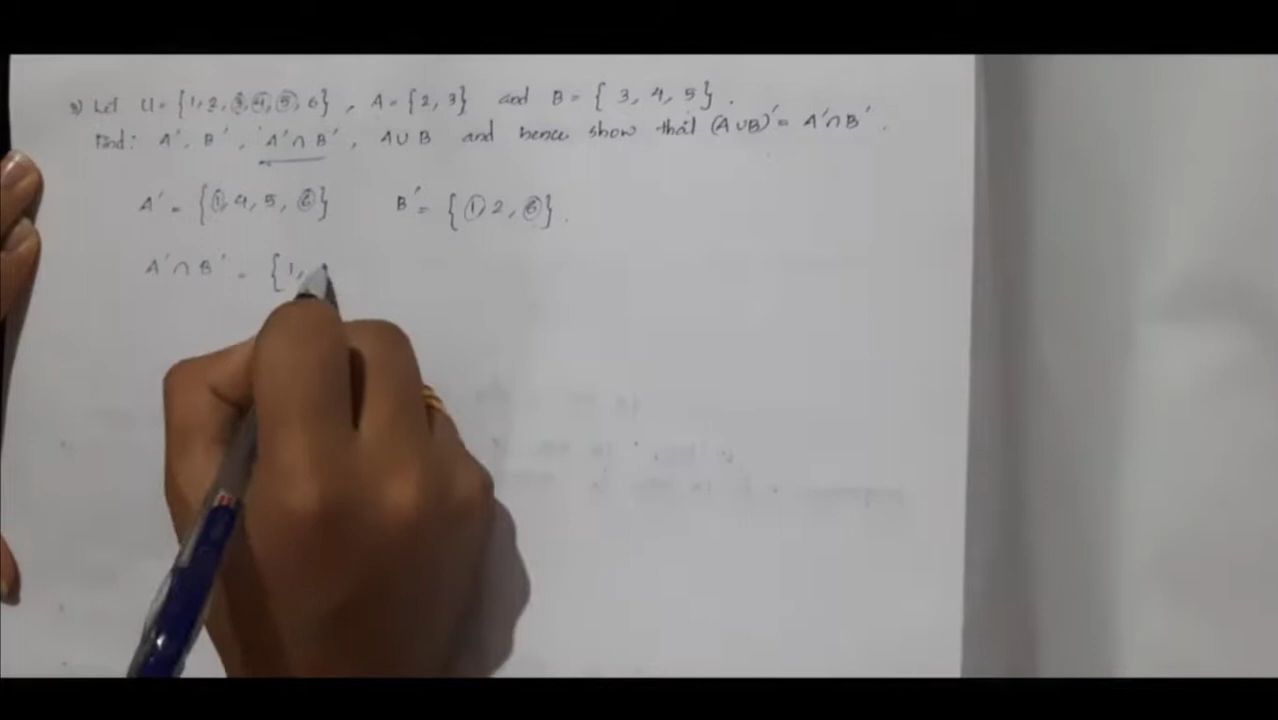 3) Let U = {1, 2, 3, 4, 5, 6}, A = {2, 3} and B = {3, 4, 5}.
Find: A', B', A'∩B', A∪B and hence show that (A∪B)' = A'∩B'.
A' = {1, 4, 5, 6} B' = {1, 2, 6}.
A'∩B' = {1,